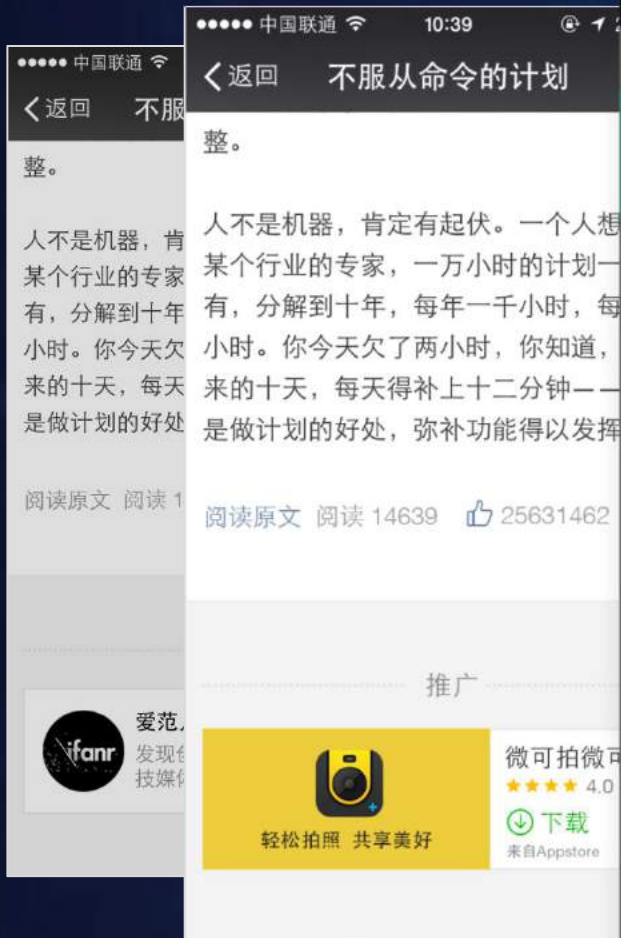 中国联通
返回 不服
整。
人不是机器，肯
某个行业的专家
有，分解到十年
小时。你今天欠
来的十天，每天
是做计划的好处
阅读原文 阅读 1
ifanr
爱范
发现
技媒
中国联通 10:39
返回 不服从命令的计划
整。
人不是机器，肯定有起伏。一个人想
某个行业的专家，一万小时的计划一
有，分解到十年，每年一千小时，每
小时。你今天欠了两小时，你知道，
来的十天，每天得补上十二分钟——
是做计划的好处，弥补功能得以发挥
阅读原文 阅读 14639 25631462
推广
轻松拍照 共享美好
微可拍微可
4.0
下载
来自Appstore